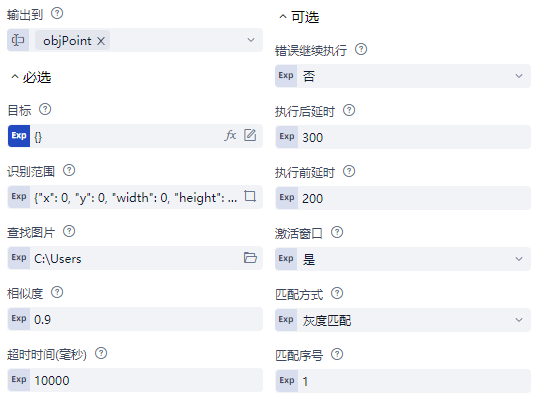 输出到
objPoint
必选
目标
Exp {}
识别范围
Exp {"x": 0, "y": 0, "width": 0, "height": ...
查找图片
Exp C:\Users
相似度
Exp 0.9
超时时间(毫秒)
Exp 10000
可选
错误继续执行
Exp 否
执行后延时
Exp 300
执行前延时
Exp 200
激活窗口
Exp 是
匹配方式
Exp 灰度匹配
匹配序号
Exp 1